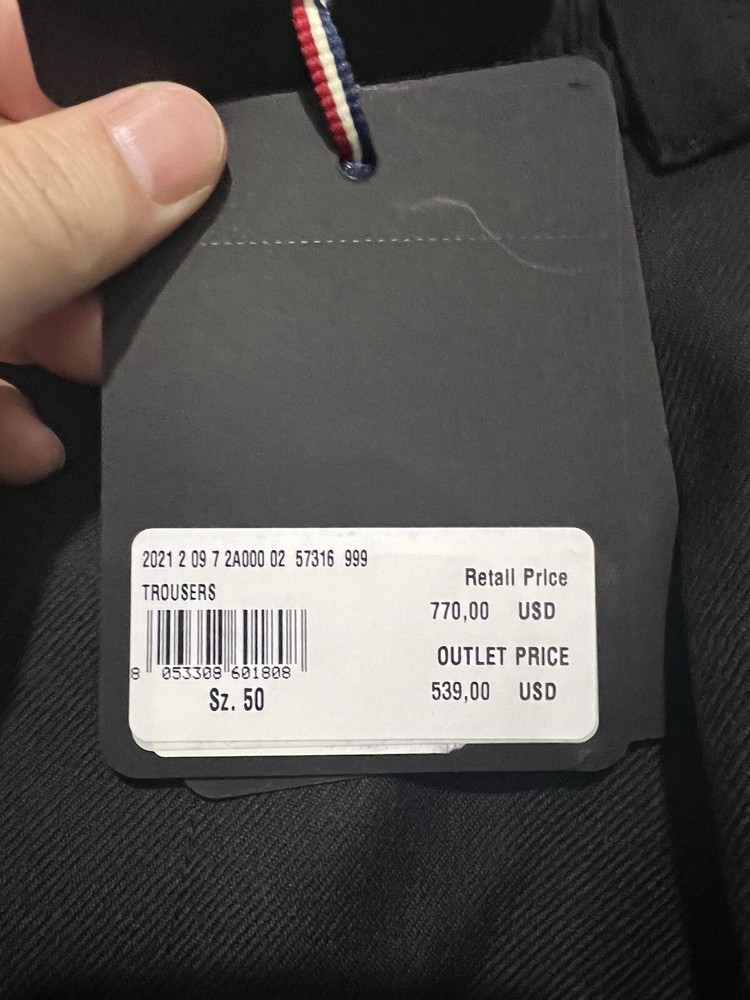 2021 2 09 7 2A000 02 57316 999
TROUSERS
8 053308 601808
Sz. 50
Retail Price
770,00 USD
OUTLET PRICE
539,00 USD